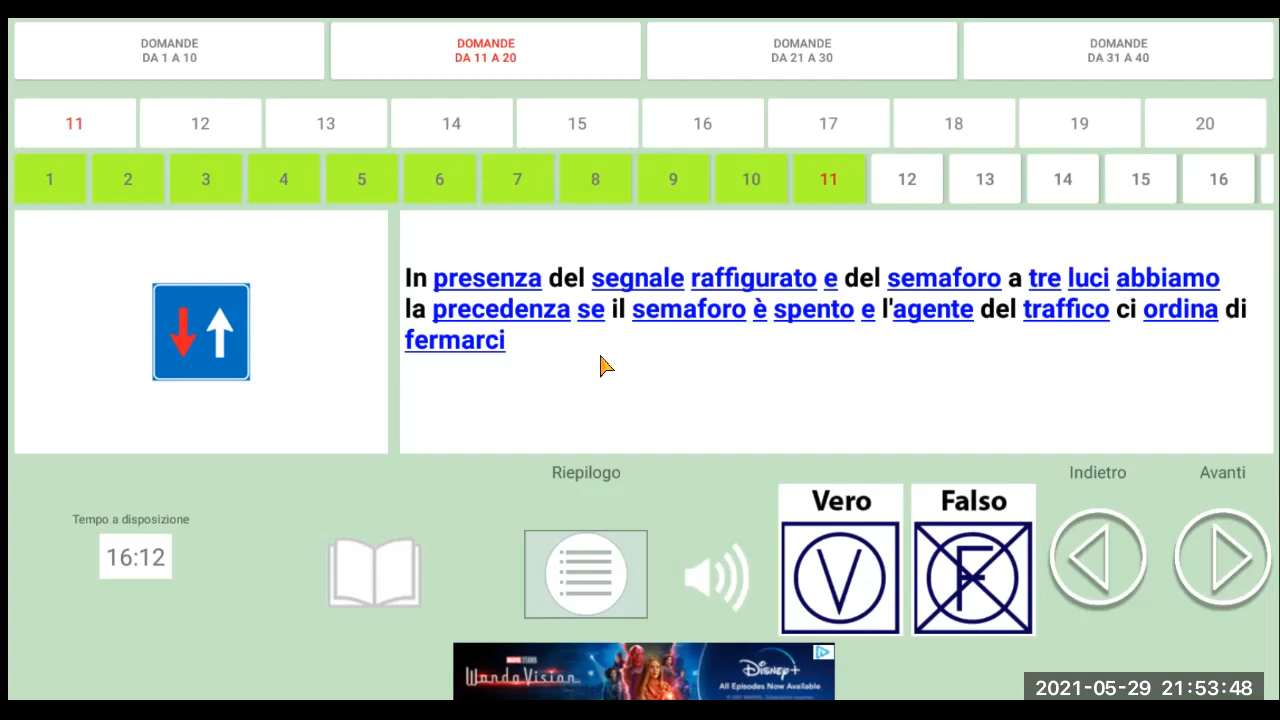 DOMANDE
DA 1 A 10
DOMANDE
DA 11 A 20
DOMANDE
DA 21 A 30
DOMANDE
DA 31 A 40
11 12 13 14 15 16 17 18 19 20
1 2 3 4 5 6 7 8 9 10 11 12 13 14 15 16
In presenza del segnale raffigurato e del semaforo a tre luci abbiamo
la precedenza se il semaforo è spento e l'agente del traffico ci ordina di
fermarci
Riepilogo
Indietro
Avanti
Tempo a disposizione
16:12
Vero
Falso
V
F
MARVEL STUDIOS
WandaVision
Disney+
All Episodes Now Available
2021-05-29 21:53:48